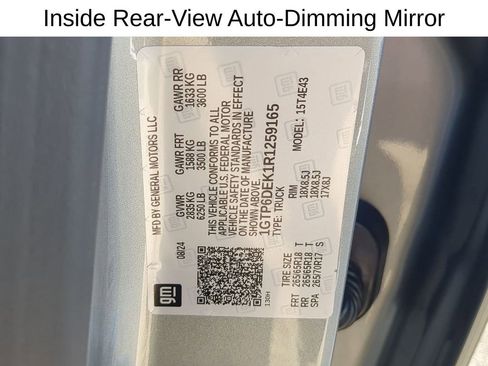 Inside Rear-View Auto-Dimming Mirror
MFD BY GENERAL MOTORS LLC
08/24 GVWR GAWR FRT GAWR RR
2835 KG 1588 KG 1633 KG
6250 LB 3500 LB 3600 LB
THIS VEHICLE CONFORMS TO ALL
APPLICABLE U.S. FEDERAL MOTOR
VEHICLE SAFETY STANDARDS IN EFFECT
ON THE DATE OF MANUFACTURE
SHOWN ABOVE.
1GTP6DEK1R1259165
TYPE: TRUCK MODEL: 15T4E43
TIRE SIZE RIM
FRT 265/65R18 T 18X8.5J
RR 265/65R18 T 18X8.5J
SPA 265/70R17 S 17X8J
gm
130H